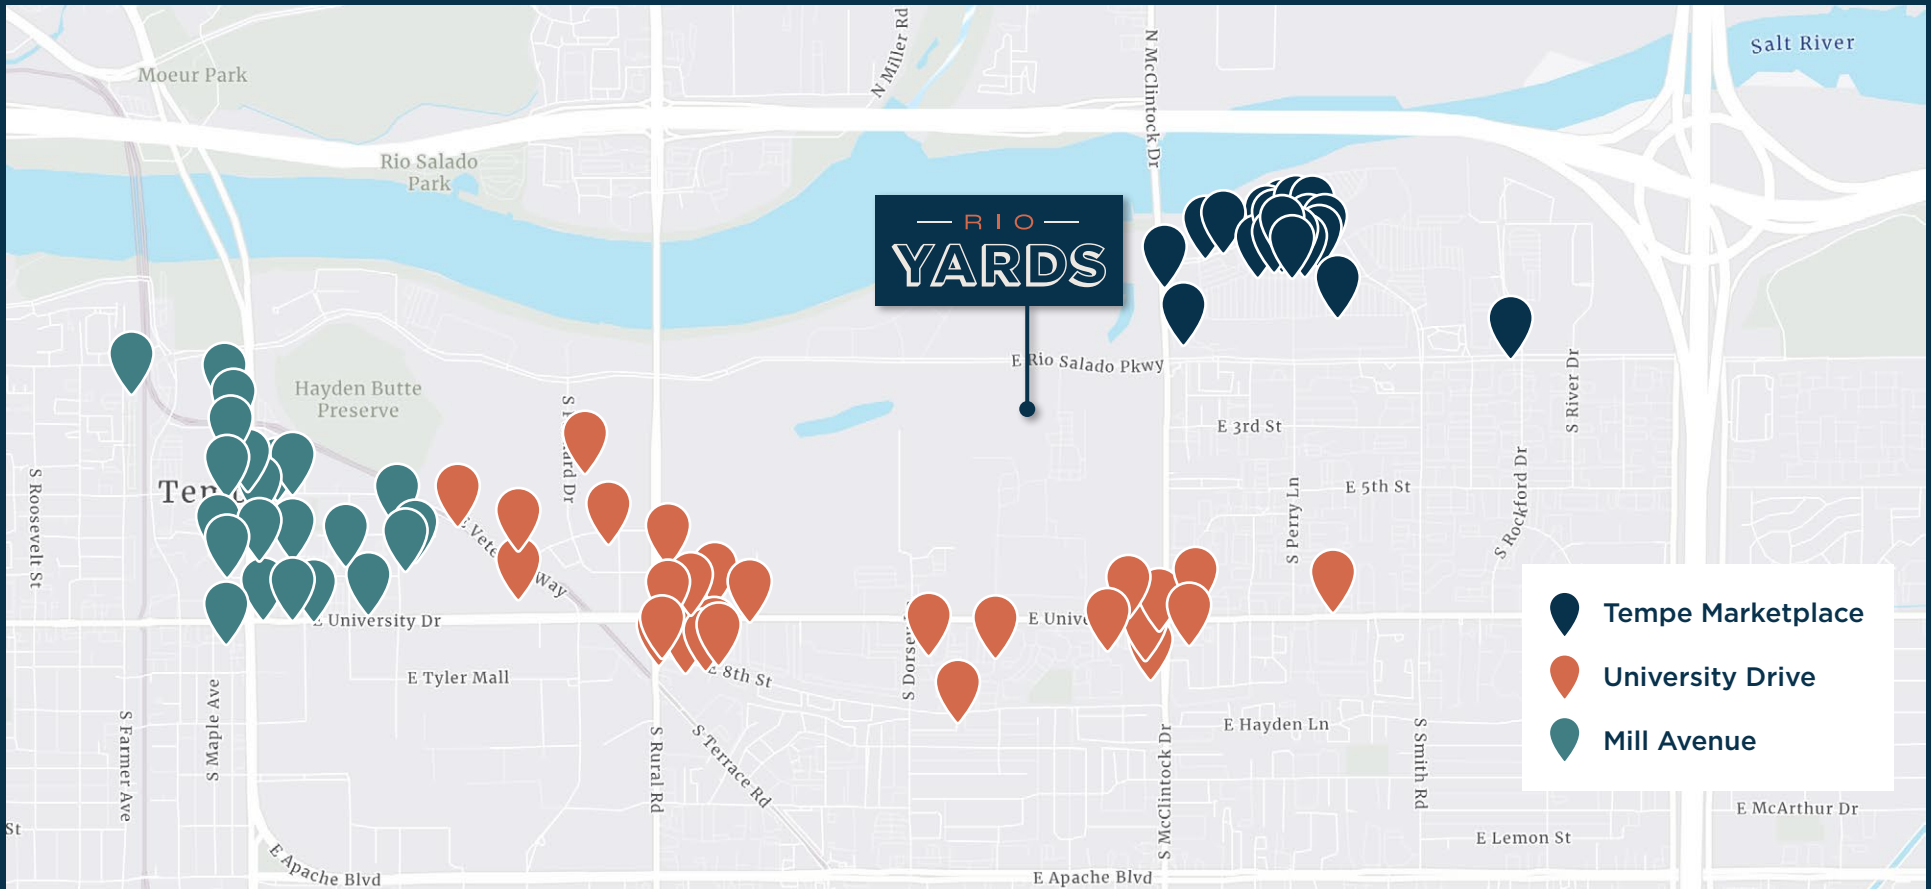 Salt River
N Miller Rd
N McClintock Dr
Moeur Park
Rio Salado
Park
RIO
YARDS
E Rio Salado Pkwy
Hayden Butte
Preserve
S River Dr
E 3rd St
S Roosevelt St
E 5th St
S Rockford Dr
S Perry Ln
Way
E University Dr
E 8th St
E Tyler Mall
S Farmer Ave
S Maple Ave
S Rural Rd
S Terrace Rd
S McClintock Dr
E Hayden Ln
S Smith Rd
Tempe Marketplace
University Drive
Mill Avenue
E McArthur Dr
St
E Lemon St
E Apache Blvd
E Apache Blvd